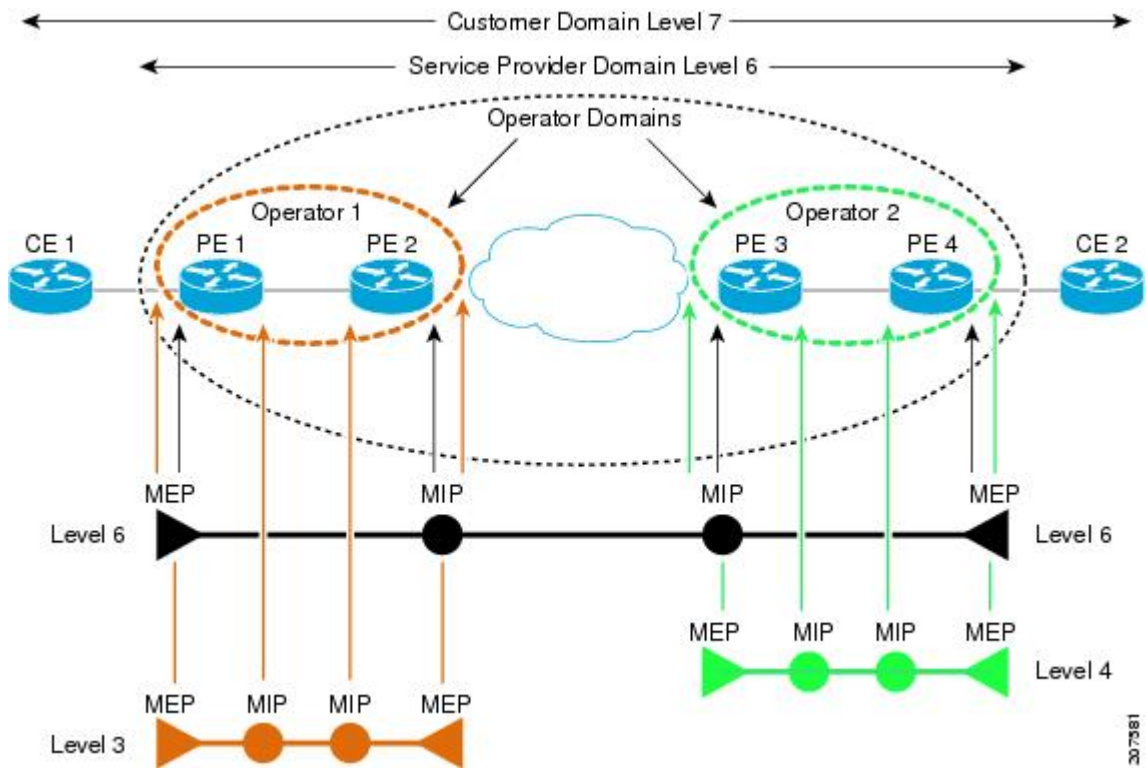 Customer Domain Level 7
Service Provider Domain Level 6
Operator Domains
Operator 1
Operator 2
CE 1
PE 1
PE 2
PE 3
PE 4
CE 2
MEP
MIP
MIP
MEP
Level 6
Level 6
MEP
MIP
MIP
MEP
Level 4
MEP
MIP
MIP
MEP
Level 3
207581